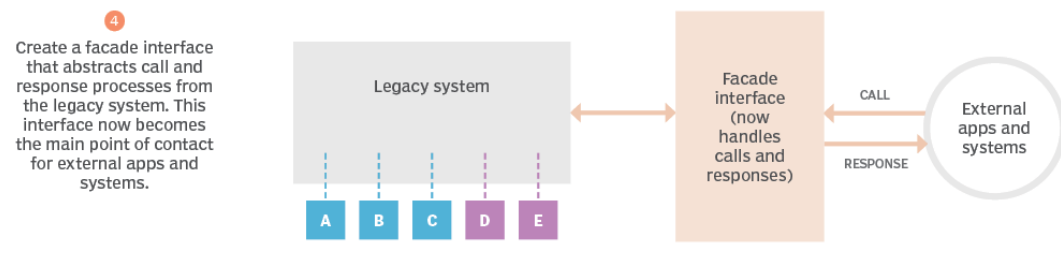 4
Create a facade interface
that abstracts call and
response processes from
the legacy system. This
interface now becomes
the main point of contact
for external apps and
systems.
Legacy system
A
B
C
D
E
Facade
interface
(now
handles
calls and
responses)
CALL
RESPONSE
External
apps and
systems